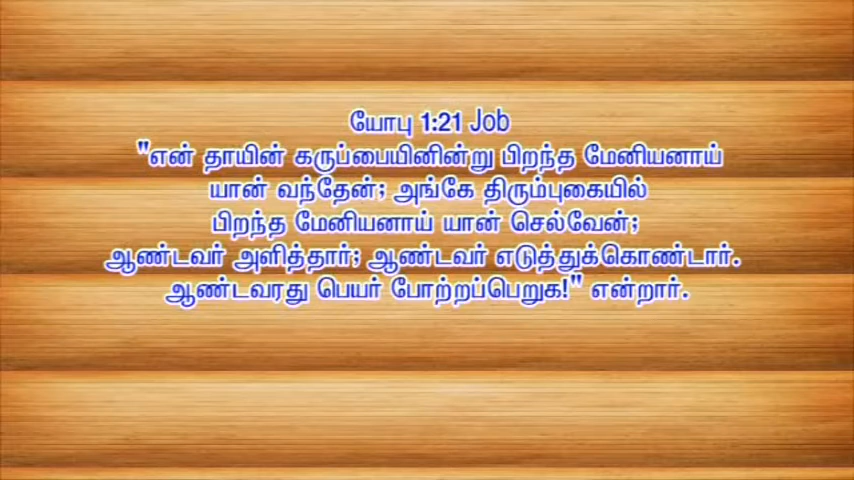 யோபு 1:21 Job
"என் தாயின் கருப்பையினின்று பிறந்த மேனியனாய்
யான் வந்தேன்; அங்கே திரும்புகையில்
பிறந்த மேனியனாய் யான் செல்வேன்;
ஆண்டவர் அளித்தார்; ஆண்டவர் எடுத்துக்கொண்டார்.
ஆண்டவரது பெயர் போற்றப்பெறுக!" என்றார்.